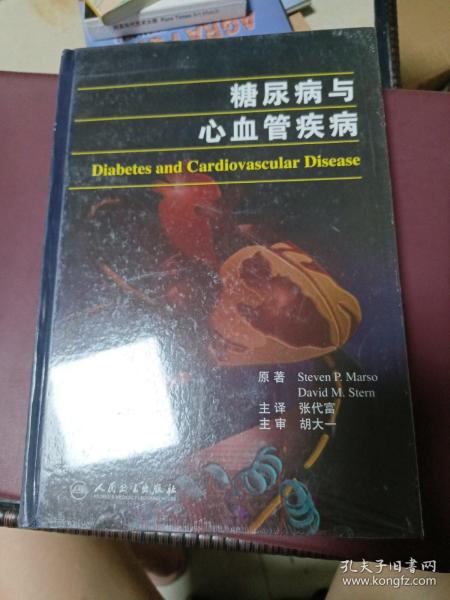 糖尿病与
心血管疾病
Diabetes and Cardiovascular Disease
原著 Steven P. Marso
David M. Stern
主译 张代富
主审 胡大一
人民卫生出版社
孔夫子旧书网
www.kongfz.com